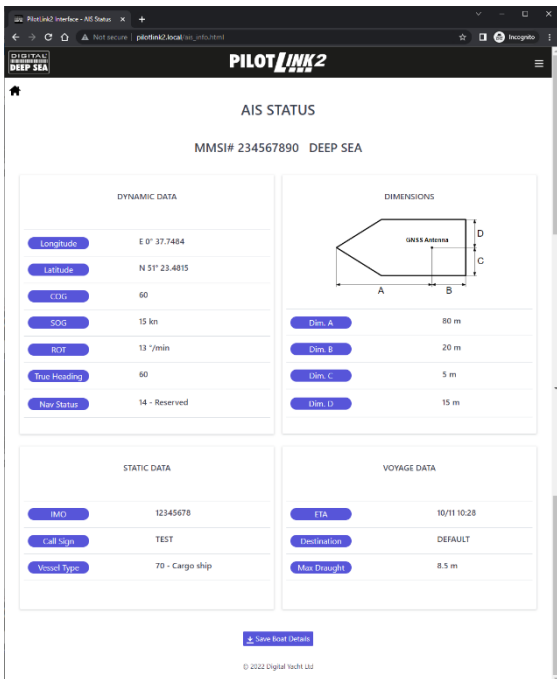 PilotLink2 Interface - AIS Status
Not secure | pilotlink2.local/ais_info.html
Incognito
DIGITAL
DEEP SEA
PILOTLINK2
AIS STATUS
MMSI# 234567890 DEEP SEA
DYNAMIC DATA
Longitude E 0° 37.7484
Latitude N 51° 23.4815
COG 60
SOG 15 kn
ROT 13 °/min
True Heading 60
Nav Status 14 - Reserved
DIMENSIONS
GNSS Antenna
D
C
A B
Dim. A 80 m
Dim. B 20 m
Dim. C 5 m
Dim. D 15 m
STATIC DATA
IMO 12345678
Call Sign TEST
Vessel Type 70 - Cargo ship
VOYAGE DATA
ETA 10/11 10:28
Destination DEFAULT
Max Draught 8.5 m
Save Boat Details
© 2022 Digital Yacht Ltd